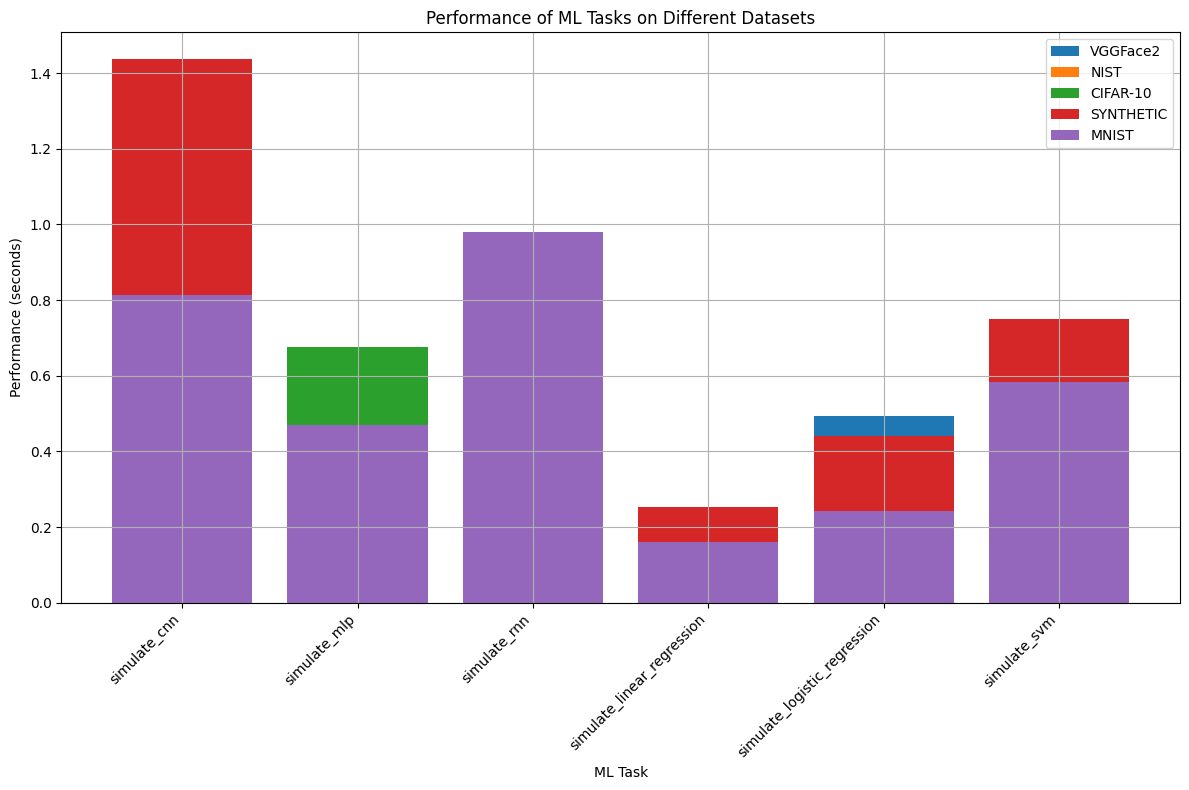 Performance of ML Tasks on Different Datasets
VGGFace2
NIST
CIFAR-10
SYNTHETIC
MNIST
Performance (seconds)
1.4
1.2
1.0
0.8
0.6
0.4
0.2
0.0
simulate_cnn
simulate_mlp
simulate_rnn
simulate_linear_regression
simulate_logistic_regression
simulate_svm
ML Task